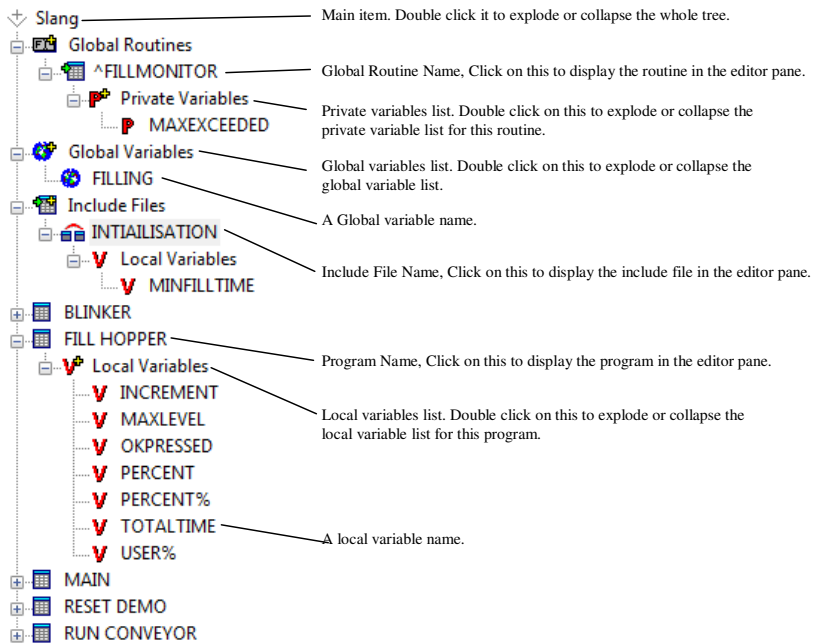 Slang
Main item. Double click it to explode or collapse the whole tree.
Global Routines
^FILLMONITOR
Global Routine Name, Click on this to display the routine in the editor pane.
Private Variables
Private variables list. Double click on this to explode or collapse the
private variable list for this routine.
MAXEXCEEDED
Global Variables
Global variables list. Double click on this to explode or collapse the
global variable list.
FILLING
A Global variable name.
Include Files
INTIAILISATION
Include File Name, Click on this to display the include file in the editor pane.
Local Variables
MINFILLTIME
BLINKER
FILL HOPPER
Program Name, Click on this to display the program in the editor pane.
Local Variables
Local variables list. Double click on this to explode or collapse the
local variable list for this program.
INCREMENT
MAXLEVEL
OKPRESSED
PERCENT
PERCENT%
TOTALTIME
A local variable name.
USER%
MAIN
RESET DEMO
RUN CONVEYOR